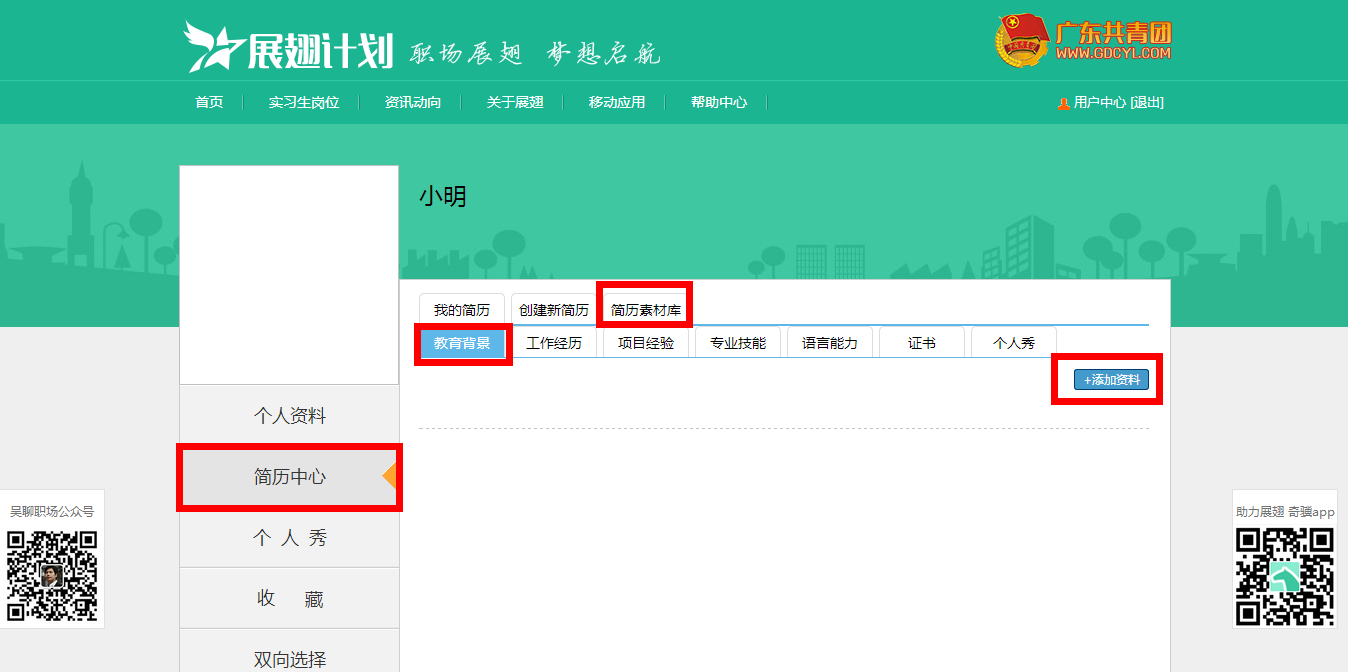 展翅计划 职场展翅 梦想启航
广东共青团
WWW.GDCYL.COM
首页 实习生岗位 资讯动向 关于展翅 移动应用 帮助中心 用户中心 [退出]
小明
我的简历 创建新简历 简历素材库
教育背景 工作经历 项目经验 专业技能 语言能力 证书 个人秀
+添加资料
个人资料
简历中心
个 人 秀
收 藏
双向选择
吴聊职场公众号
助力展翅 奇骥app